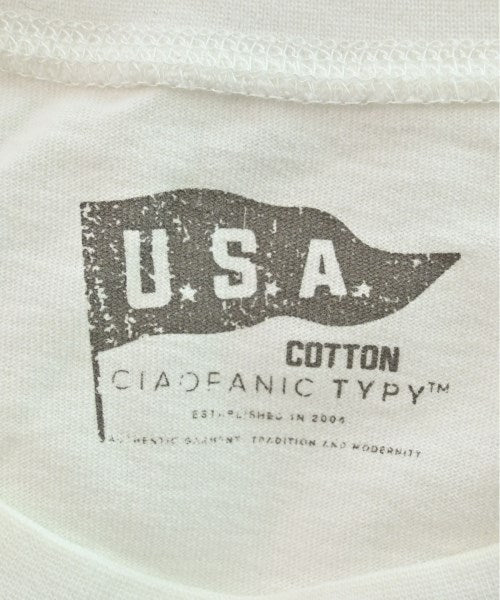 U.S.A.
COTTON
CIAOPANIC TYPY™
ESTABLISHED IN 2004
AUTHENTIC GARMENT, TRADITION AND MODERNITY